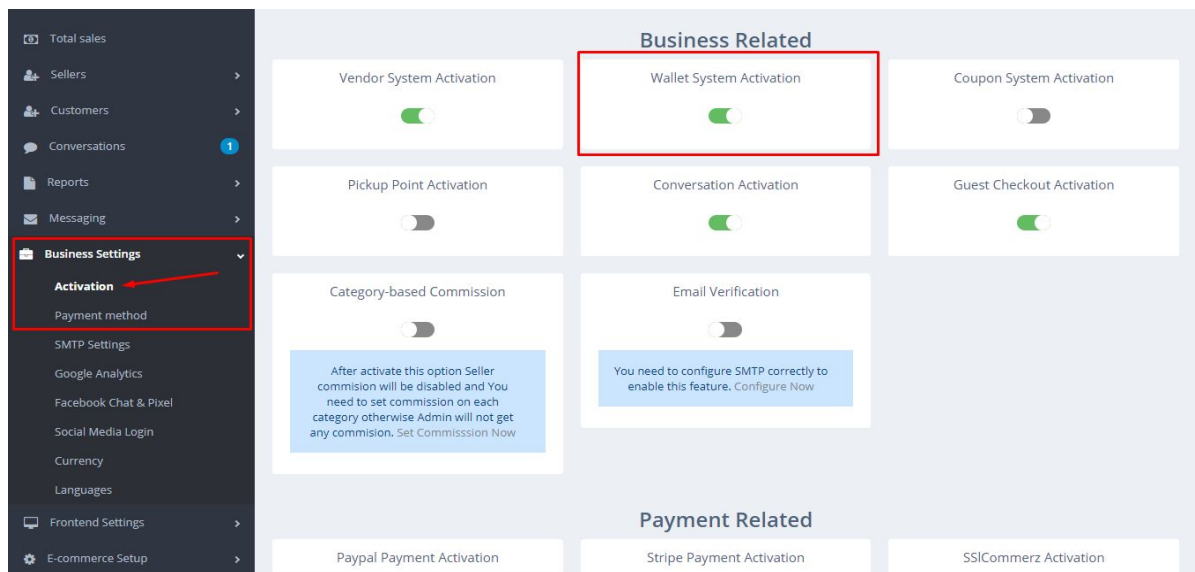 Total sales
Sellers
Customers
Conversations 1
Reports
Messaging
Business Settings
Activation
Payment method
SMTP Settings
Google Analytics
Facebook Chat & Pixel
Social Media Login
Currency
Languages
Frontend Settings
E-commerce Setup
Business Related
Vendor System Activation
Wallet System Activation
Coupon System Activation
Pickup Point Activation
Conversation Activation
Guest Checkout Activation
Category-based Commission
After activate this option Seller
commision will be disabled and You
need to set commission on each
category otherwise Admin will not get
any commision. Set Commisssion Now
Email Verification
You need to configure SMTP correctly to
enable this feature. Configure Now
Payment Related
Paypal Payment Activation
Stripe Payment Activation
SSlCommerz Activation